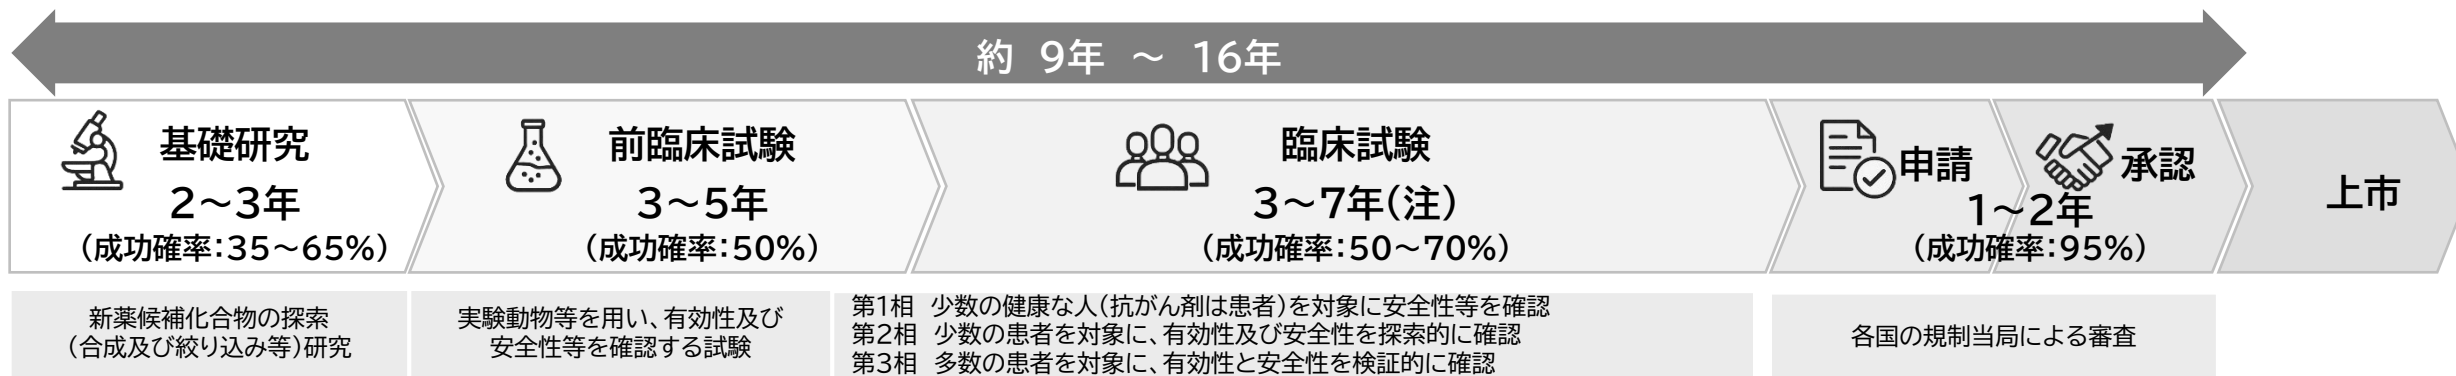 約 9年 ～ 16年
基礎研究
2～3年
（成功確率：35～65%）
前臨床試験
3～5年
（成功確率：50%）
臨床試験
3～7年（注）
（成功確率：50～70%）
申請
承認
1～2年
（成功確率：95%）
上市
新薬候補化合物の探索
（合成及び絞り込み等）研究
実験動物等を用い、有効性及び
安全性等を確認する試験
第1相 少数の健康な人（抗がん剤は患者）を対象に安全性等を確認
第2相 少数の患者を対象に、有効性及び安全性を探索的に確認
第3相 多数の患者を対象に、有効性と安全性を検証的に確認
各国の規制当局による審査